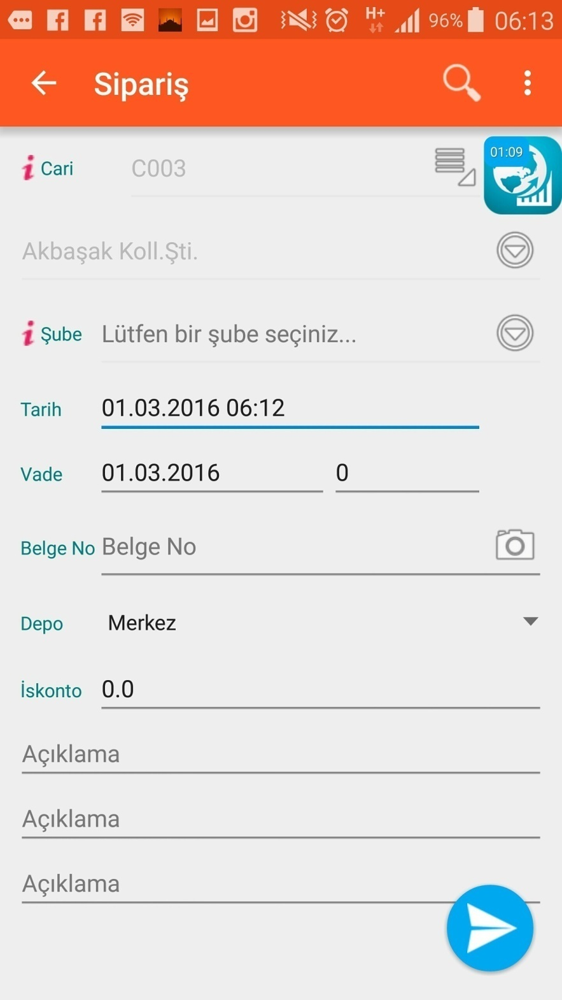 H+ 96% 06:13
Sipariş
01:09
i Cari C003
Akbaşak Koll.Şti.
i Şube Lütfen bir şube seçiniz...
Tarih 01.03.2016 06:12
Vade 01.03.2016 0
Belge No Belge No
Depo Merkez
İskonto 0.0
Açıklama
Açıklama
Açıklama